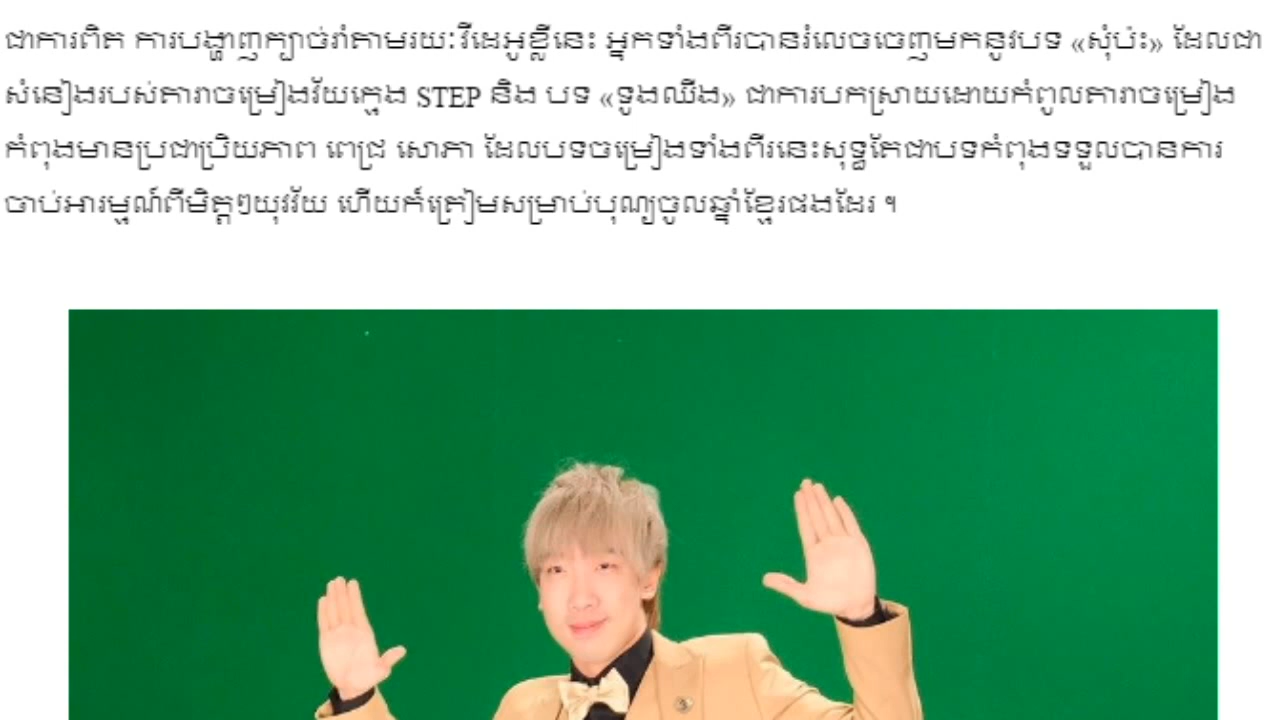 ជាការពិត ការបង្ហាញក្បាច់រាំតាមរយៈវីដេអូខ្លីនេះ អ្នកទាំងពីរបានរំលេចចេញមកនូវបទ «ស៊ុប៉ះ» ដែលជា
សំនៀងរបស់តារាចម្រៀងវ័យក្មេង STEP និង បទ «ទូងឈីង» ជាការបកស្រាយដោយកំពូលតារាចម្រៀង
កំពុងមានប្រជាប្រិយភាព ពេជ្រ សោភា ដែលបទចម្រៀងទាំងពីរនេះសុទ្ធតែជាបទកំពុងទទួលបានការ
ចាប់អារម្មណ៍ពីមិត្តៗយុវវ័យ ហើយក៏ត្រៀមសម្រាប់បុណ្យចូលឆ្នាំខ្មែរផងដែរ ។